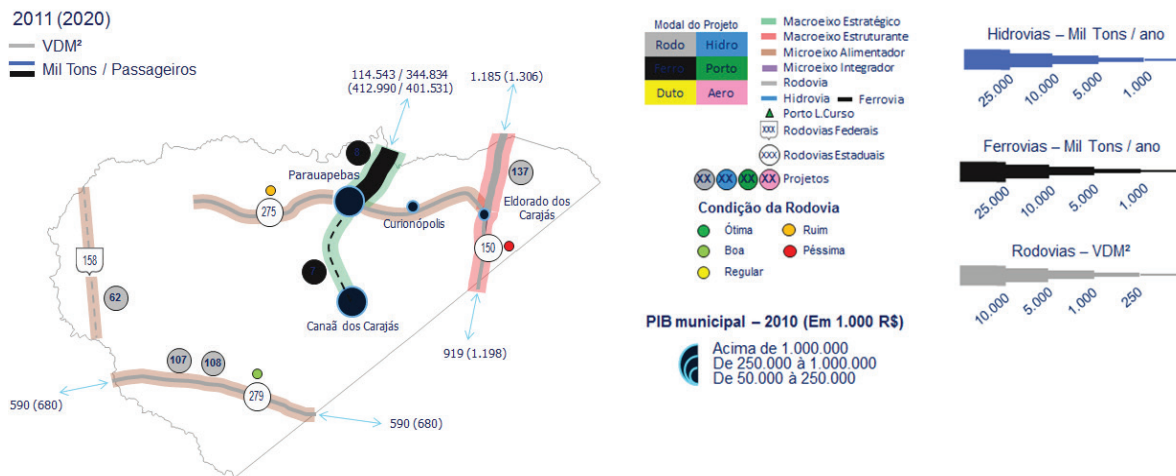 2011 (2020)
VDM²
Mil Tons / Passageiros
114.543 / 344.834
(412.990 / 401.531)
1.185 (1.306)
6
137
Parauapebas
275
Curionópolis
Eldorado dos
Carajás
150
158
7
62
Canaã dos Carajás
919 (1.198)
107
108
279
590 (680)
590 (680)
Modal do Projeto
Rodo
Hidro
Ferro
Porto
Duto
Aero
Macroeixo Estratégico
Macroeixo Estruturante
Microeixo Alimentador
Microeixo Integrador
Rodovia
Hidrovia
Ferrovia
Porto L.Curso
XXX
Rodovias Federais
XXX
Rodovias Estaduais
XX
XX
XX
XX
Projetos
Condição da Rodovia
Ótima
Ruim
Boa
Péssima
Regular
PIB municipal – 2010 (Em 1.000 R$)
Acima de 1.000.000
De 250.000 à 1.000.000
De 50.000 à 250.000
Hidrovias – Mil Tons / ano
25.000
10.000
5.000
1.000
Ferrovias – Mil Tons / ano
25.000
10.000
5.000
1.000
Rodovias – VDM²
10.000
5.000
1.000
250